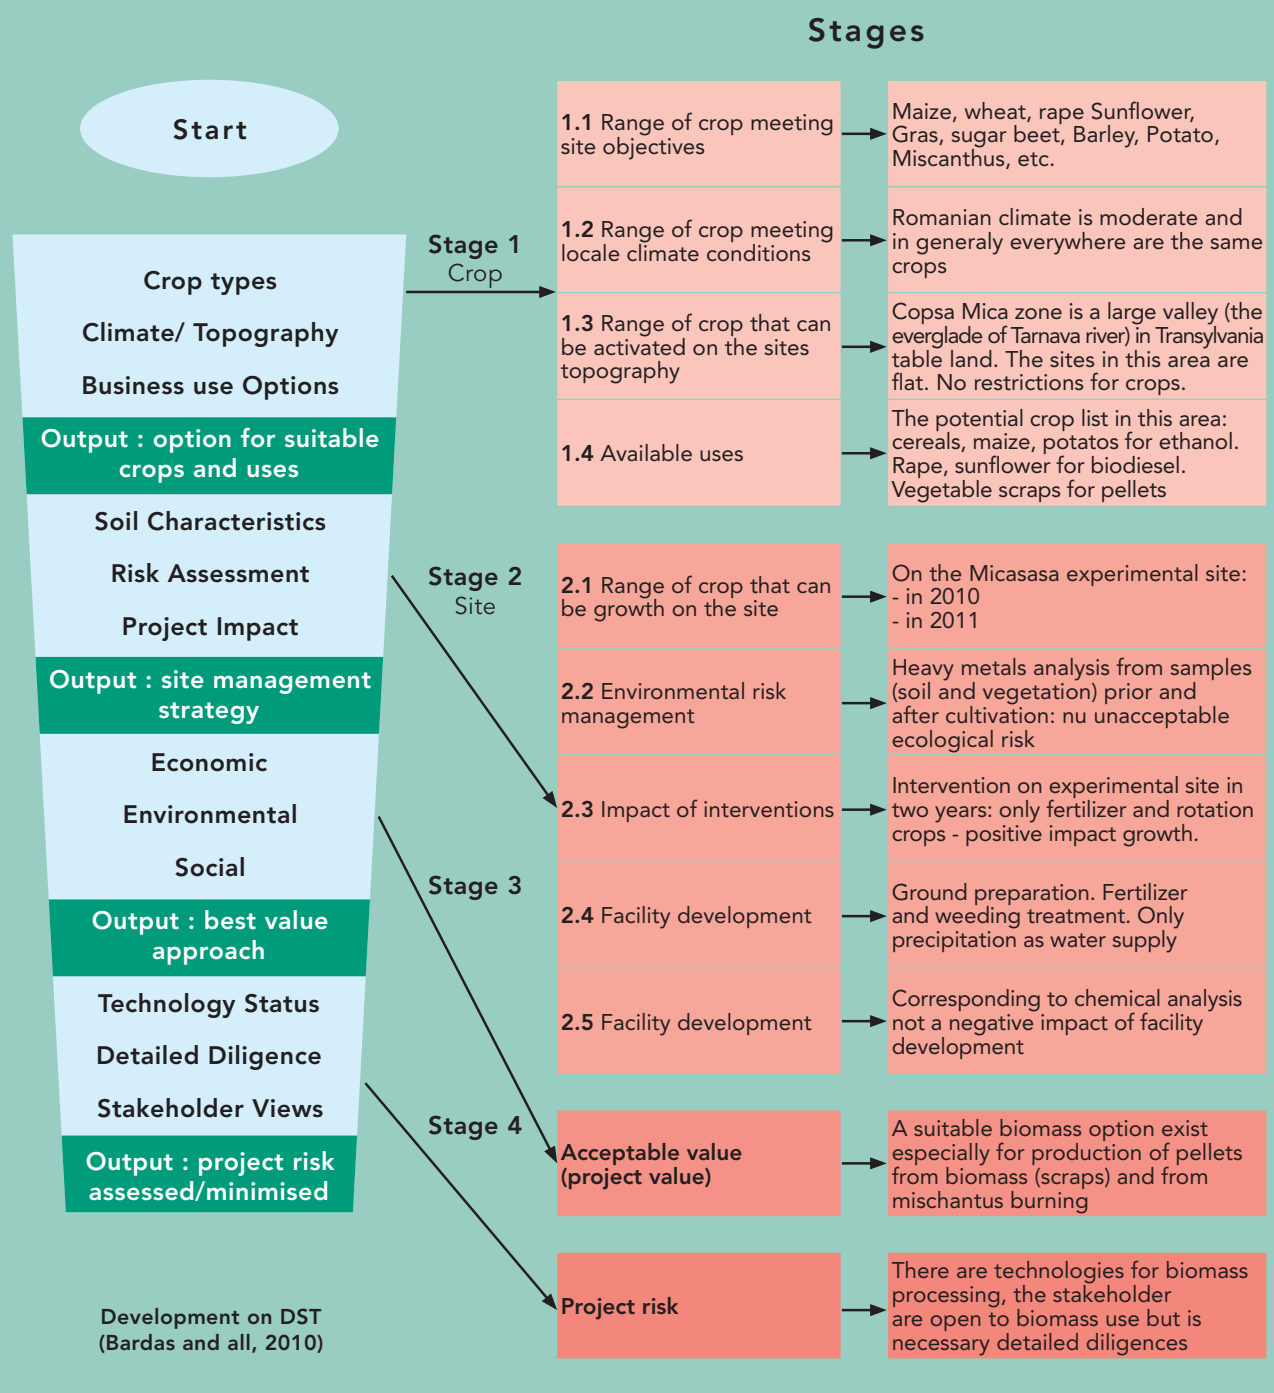 Stages
Start
Crop types
Climate/ Topography
Business use Options
Output : option for suitable
crops and uses
Soil Characteristics
Risk Assessment
Project Impact
Output : site management
strategy
Economic
Environmental
Social
Output : best value
approach
Technology Status
Detailed Diligence
Stakeholder Views
Output : project risk
assessed/minimised
Development on DST
(Bardas and all, 2010)
Stage 1
Crop
1.1 Range of crop meeting
site objectives
Maize, wheat, rape Sunflower,
Gras, sugar beet, Barley, Potato,
Miscanthus, etc.
1.2 Range of crop meeting
locale climate conditions
Romanian climate is moderate and
in generaly everywhere are the same
crops
1.3 Range of crop that can
be activated on the sites
topography
Copsa Mica zone is a large valley (the
everglade of Tarnava river) in Transylvania
table land. The sites in this area are
flat. No restrictions for crops.
1.4 Available uses
The potential crop list in this area:
cereals, maize, potatos for ethanol.
Rape, sunflower for biodiesel.
Vegetable scraps for pellets
Stage 2
Site
2.1 Range of crop that can
be growth on the site
On the Micasasa experimental site:
- in 2010
- in 2011
2.2 Environmental risk
management
Heavy metals analysis from samples
(soil and vegetation) prior and
after cultivation: nu unacceptable
ecological risk
2.3 Impact of interventions
Intervention on experimental site in
two years: only fertilizer and rotation
crops - positive impact growth.
Stage 3
2.4 Facility development
Ground preparation. Fertilizer
and weeding treatment. Only
precipitation as water supply
2.5 Facility development
Corresponding to chemical analysis
not a negative impact of facility
development
Stage 4
Acceptable value
(project value)
A suitable biomass option exist
especially for production of pellets
from biomass (scraps) and from
mischantus burning
Project risk
There are technologies for biomass
processing, the stakeholder
are open to biomass use but is
necessary detailed diligences